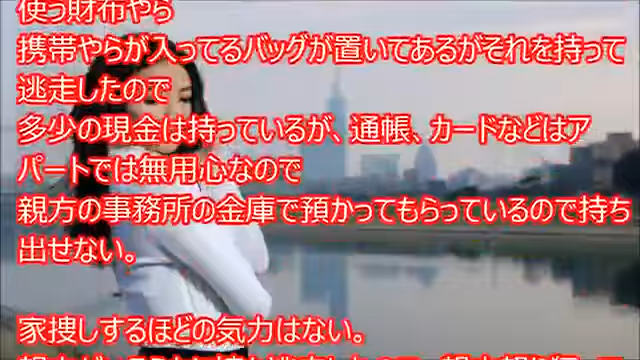 使う財布やら
携帯やらが入ってるバッグが置いてあるがそれを持って
逃走したので
多少の現金は持っているが、通帳、カードなどはア
パートでは無用心なので
親方の事務所の金庫で預かってもらっているので持ち
出せない。
家捜しするほどの気力はない。